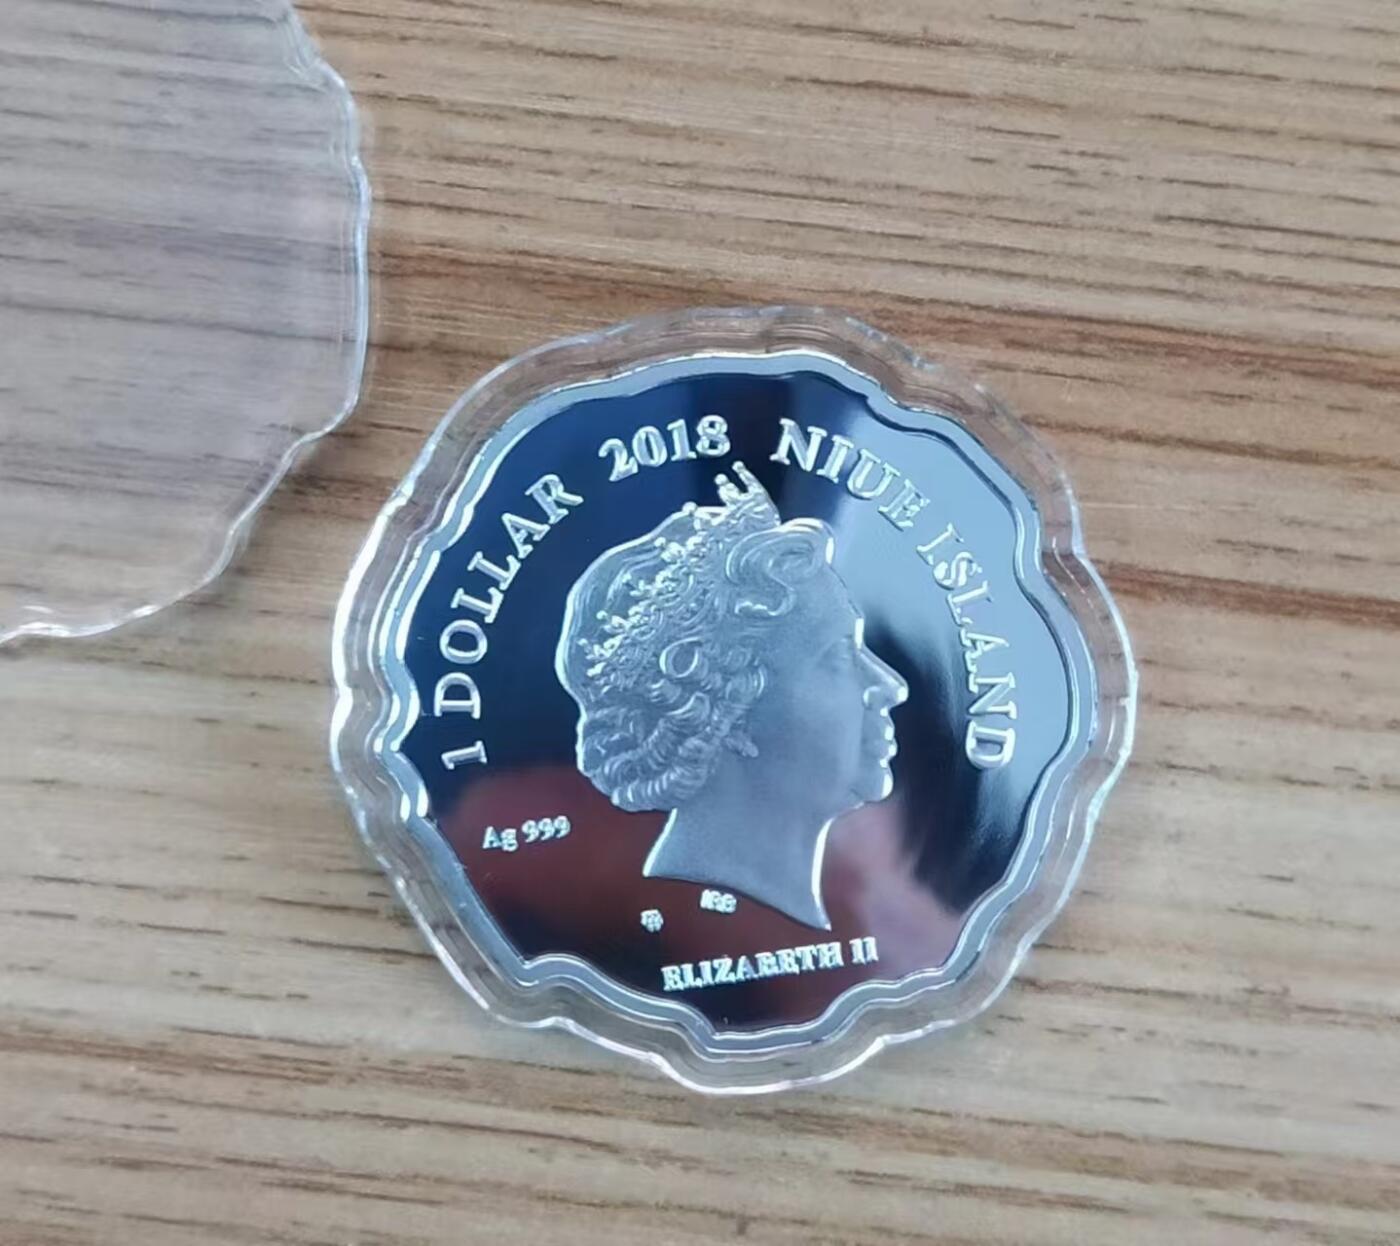 1 DOLLAR 2018 NIUE ISLAND
Ag 999
ELIZABETH II